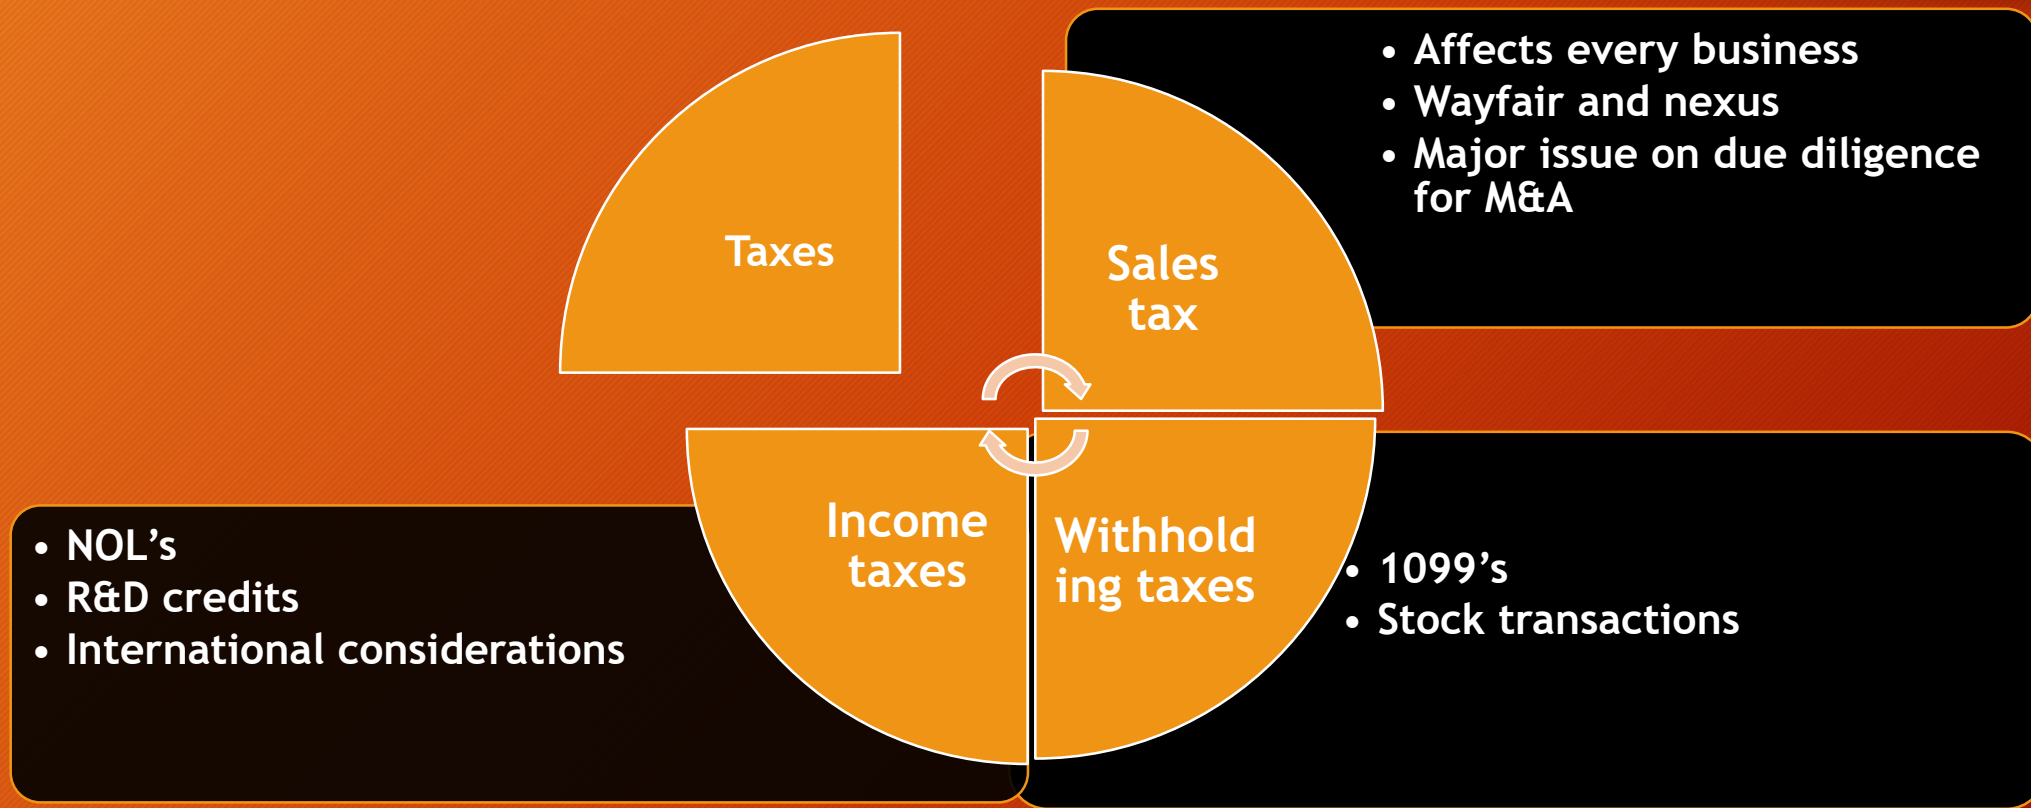 Taxes
Sales
tax
• Affects every business
• Wayfair and nexus
• Major issue on due diligence
for M&A
Income
taxes
• NOL’s
• R&D credits
• International considerations
Withhold
ing taxes
• 1099’s
• Stock transactions